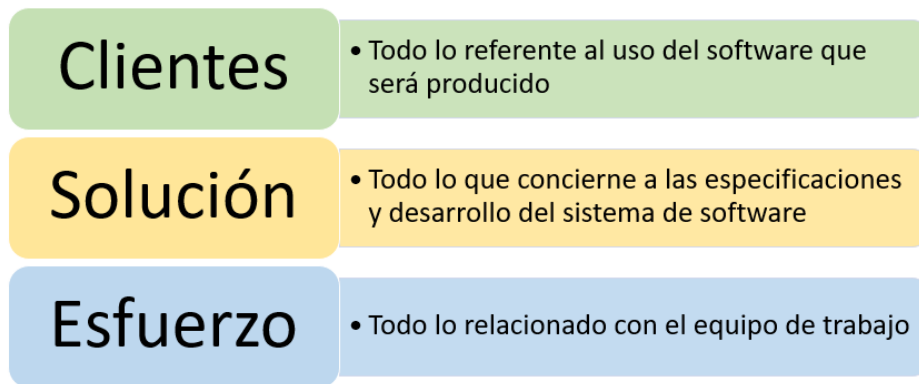 Clientes
• Todo lo referente al uso del software que
será producido
Solución
• Todo lo que concierne a las especificaciones
y desarrollo del sistema de software
Esfuerzo
• Todo lo relacionado con el equipo de trabajo